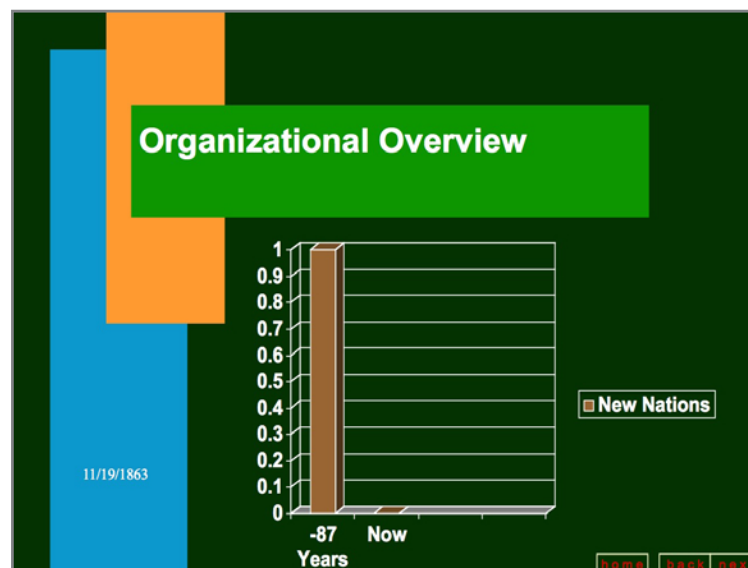 Organizational Overview
1
0.9
0.8
0.7
0.6
0.5
0.4
0.3
0.2
0.1
0
-87
Years
Now
New Nations
11/19/1863
home
back
nex